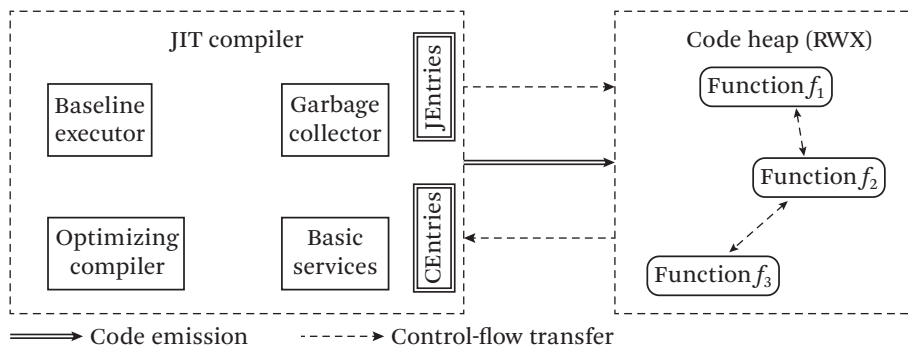 JIT compiler
Baseline
executor
Garbage
collector
JEntries
Optimizing
compiler
Basic
services
CEntries
Code heap (RWX)
Function f1
Function f2
Function f3
Code emission
Control-flow transfer